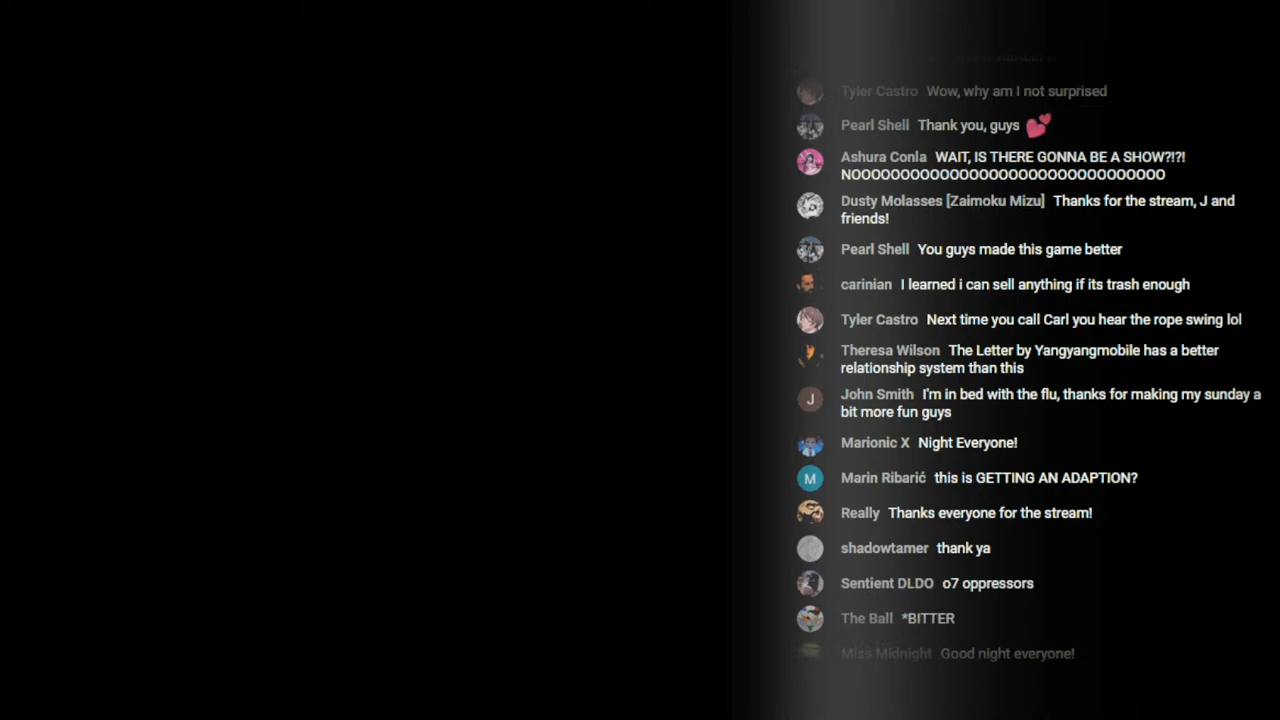 Tyler Castro Wow, why am I not surprised
Pearl Shell Thank you, guys 💕
Ashura Conla WAIT, IS THERE GONNA BE A SHOW?!?!
NOOOOOOOOOOOOOOOOOOOOOOOOOOOOOOOOO
Dusty Molasses [Zaimoku Mizu] Thanks for the stream, J and
friends!
Pearl Shell You guys made this game better
carinian I learned i can sell anything if its trash enough
Tyler Castro Next time you call Carl you hear the rope swing lol
Theresa Wilson The Letter by Yangyangmobile has a better
relationship system than this
J
John Smith I'm in bed with the flu, thanks for making my sunday a
bit more fun guys
Marionic X Night Everyone!
M
Marin Ribarić this is GETTING AN ADAPTION?
Really Thanks everyone for the stream!
shadowtamer thank ya
Sentient DLDO o7 oppressors
The Ball *BITTER
Miss Midnight Good night everyone!